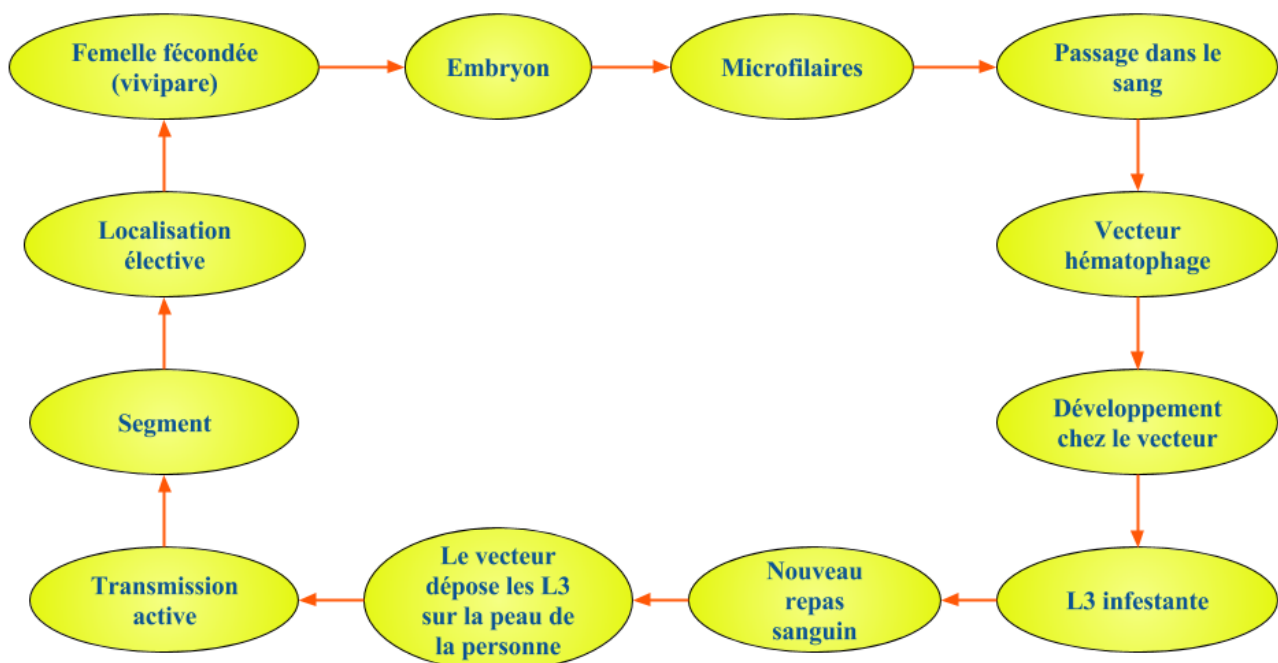 Femelle fécondée
(vivipare)
Embryon
Microfilaires
Passage dans le
sang
Vecteur
hématophage
Développement
chez le vecteur
L3 infestante
Nouveau
repas
sanguin
Le vecteur
dépose les L3
sur la peau de
la personne
Transmission
active
Segment
Localisation
élective